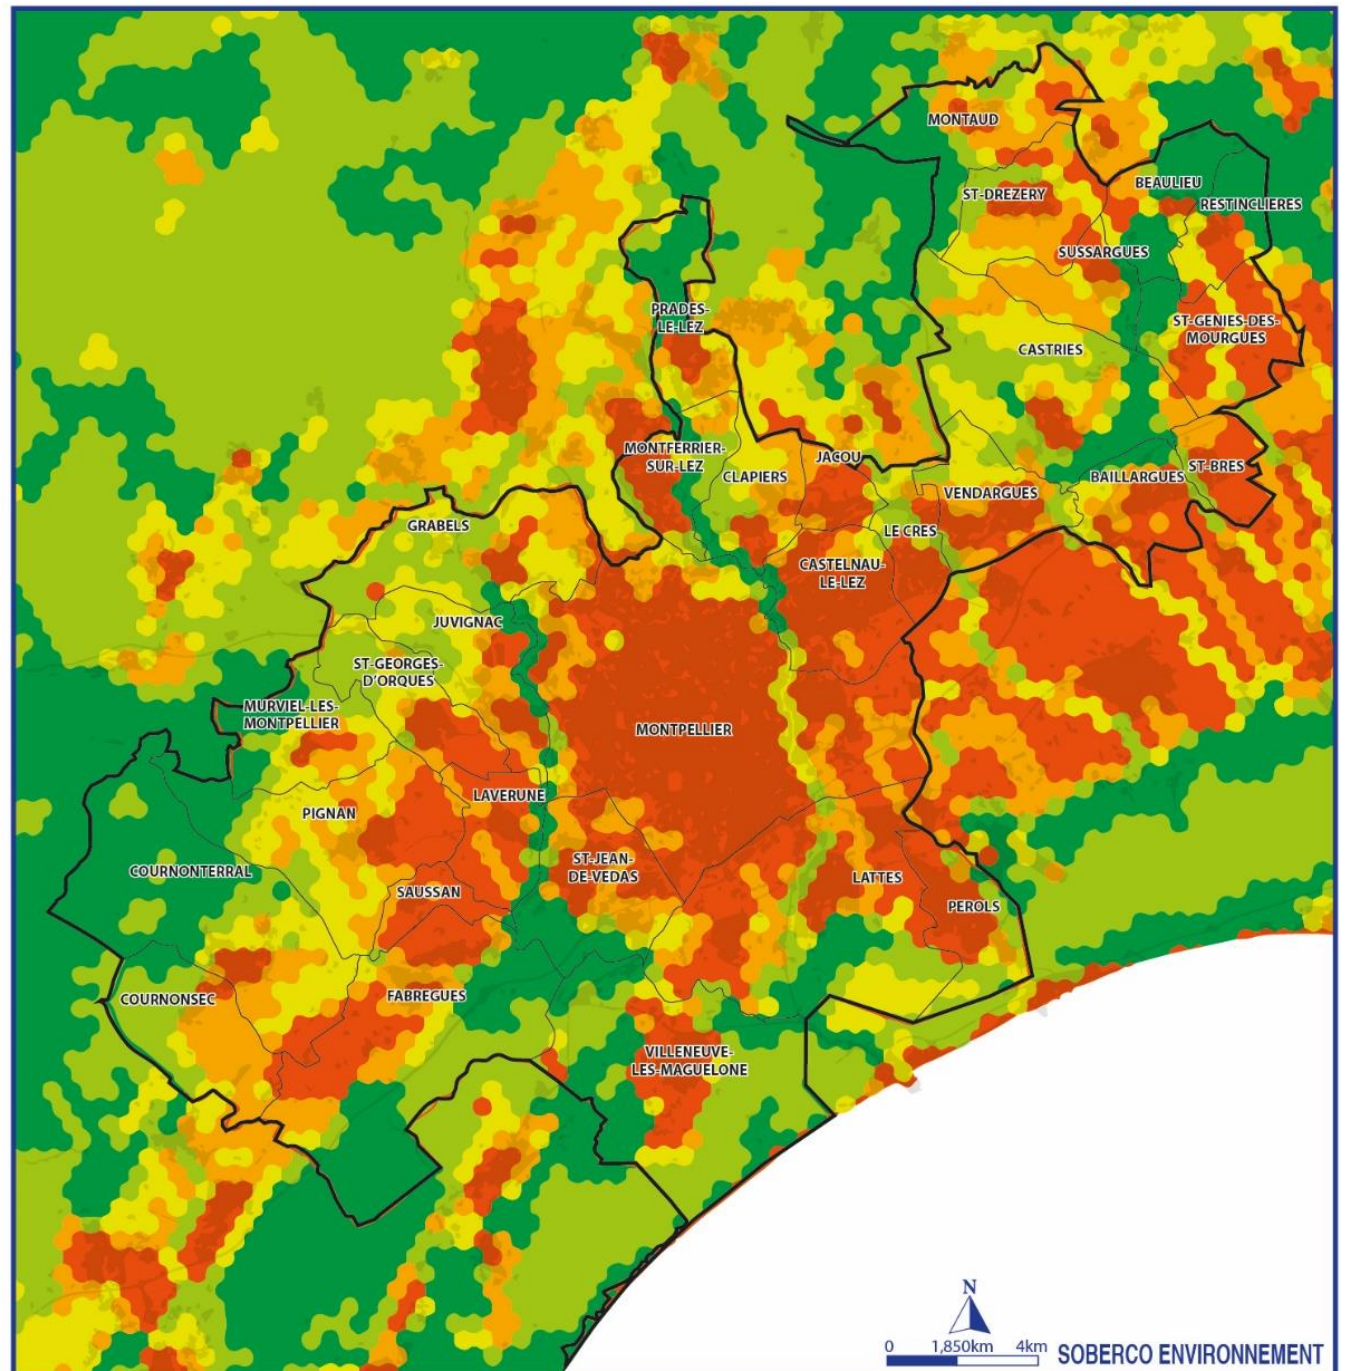 MONTAUD
BEAULIEU
ST-DREZERY
RESTINCLIERES
SUSSARGUES
PRADES-
LE-LEZ
ST-GENIES-DES-
MOURGUES
CASTRIES
MONTFERRIER-
SUR-LEZ
CLAPIERS
JACOU
ST-BRES
BAILLARGUES
VENDARGUES
GRABELS
LE CRES
CASTELNAU-
LE-LEZ
JUVIGNAC
ST-GEORGES-
D'ORQUES
MURVIEL-LES-
MONTPELLIER
MONTPELLIER
LAVERUNE
PIGNAN
ST-JEAN-
DE-VEDAS
COURNONTERRAL
LATTES
SAUSSAN
PEROLS
COURNONSEC
FABREGUES
VILLENEUVE-
LES-MAGUELONE
N
0 1,850km 4km
SOBERCO ENVIRONNEMENT